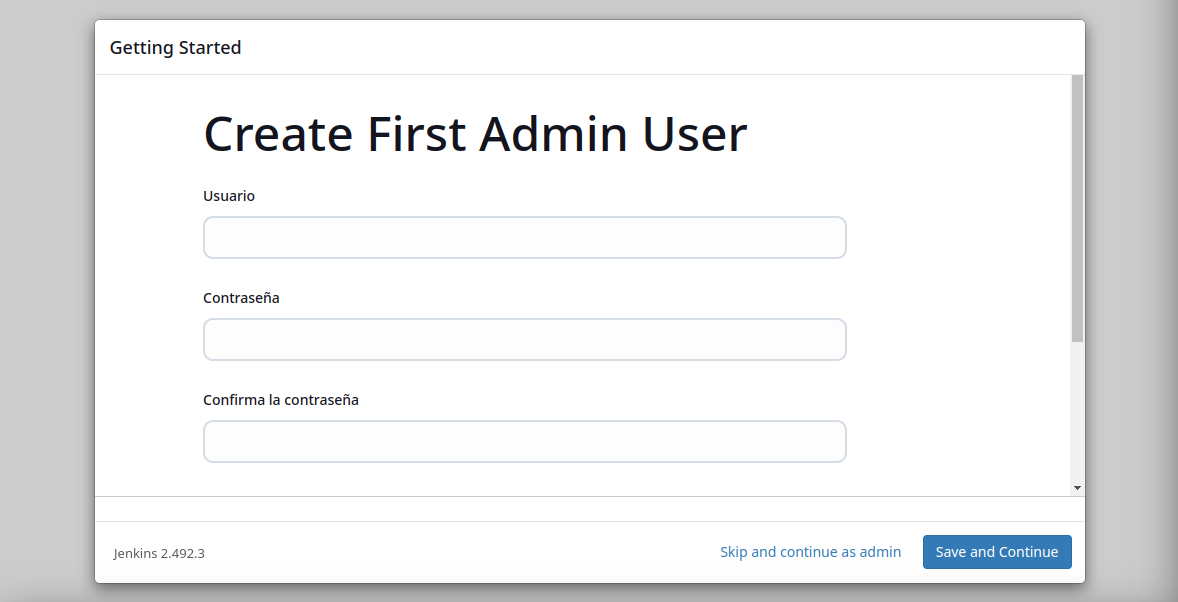 Getting Started
Create First Admin User
Usuario
Contraseña
Confirma la contraseña
Jenkins 2.492.3
Skip and continue as admin
Save and Continue